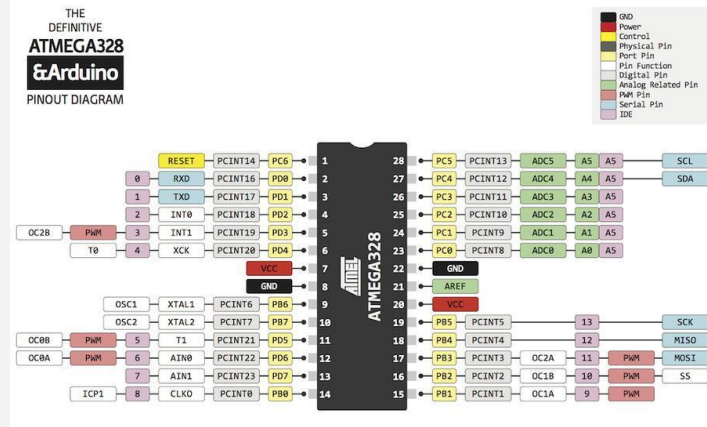 THE
DEFINITIVE
ATMEGA328
&Arduino
PINOUT DIAGRAM
GND
Power
Control
Physical Pin
Port Pin
Pin Function
Digital Pin
Analog Related Pin
PWM Pin
Serial Pin
IDE
RESET PCINT14 PC6 1 28 PC5 PCINT13 ADC5 A5 A5 SCL
0 RXD PCINT16 PD0 2 27 PC4 PCINT12 ADC4 A4 A5 SDA
1 TXD PCINT17 PD1 3 26 PC3 PCINT11 ADC3 A3 A5
2 INT0 PCINT18 PD2 4 25 PC2 PCINT10 ADC2 A2 A5
OC2B PWM 3 INT1 PCINT19 PD3 5 24 PC1 PCINT9 ADC1 A1 A5
T0 4 XCK PCINT20 PD4 6 23 PC0 PCINT8 ADC0 A0 A5
VCC 7 22 GND
GND 8 21 AREF
OSC1 XTAL1 PCINT6 PB6 9 20 VCC
OSC2 XTAL2 PCINT7 PB7 10 19 PB5 PCINT5 13 SCK
OC0B PWM 5 T1 PCINT21 PD5 11 18 PB4 PCINT4 12 MISO
OC0A PWM 6 AIN0 PCINT22 PD6 12 17 PB3 PCINT3 OC2A 11 PWM MOSI
7 AIN1 PCINT23 PD7 13 16 PB2 PCINT2 OC1B 10 PWM SS
ICP1 8 CLKO PCINT0 PB0 14 15 PB1 PCINT1 OC1A 9 PWM
ATMEL
ATMEGA328